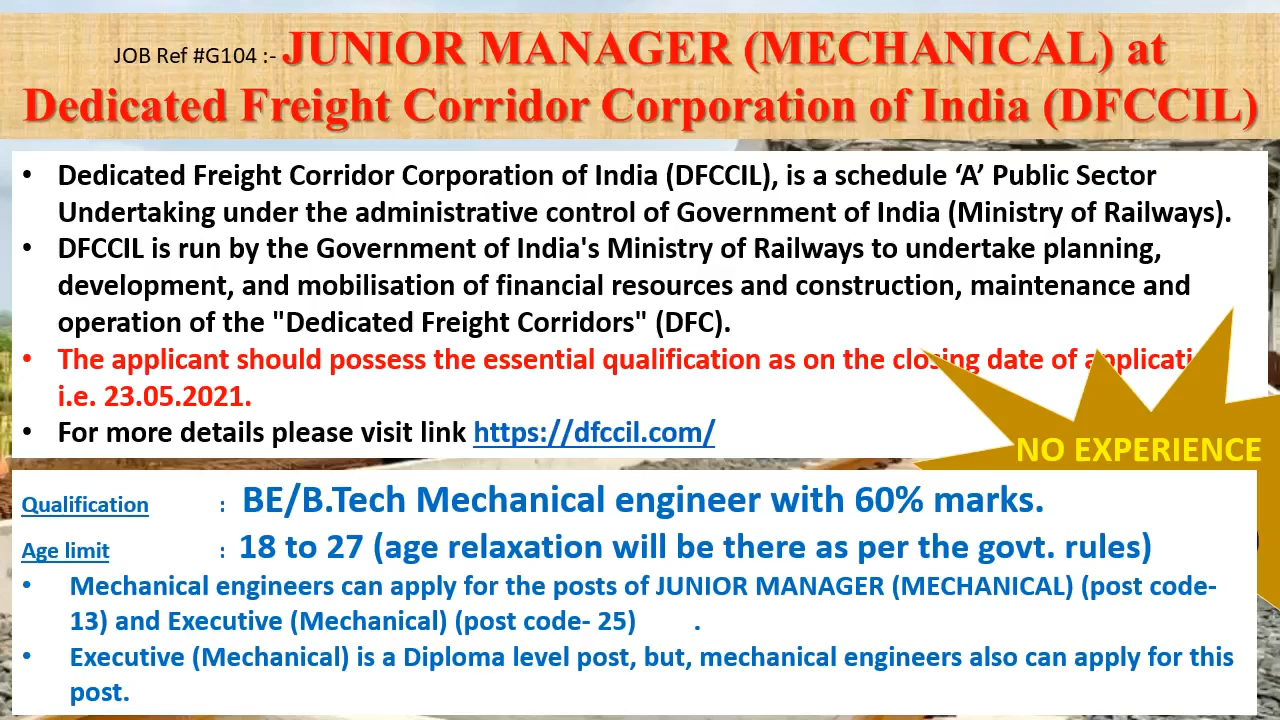 JOB Ref #G104 :- JUNIOR MANAGER (MECHANICAL) at
Dedicated Freight Corridor Corporation of India (DFCCIL)
• Dedicated Freight Corridor Corporation of India (DFCCIL), is a schedule ‘A’ Public Sector
Undertaking under the administrative control of Government of India (Ministry of Railways).
• DFCCIL is run by the Government of India's Ministry of Railways to undertake planning,
development, and mobilisation of financial resources and construction, maintenance and
operation of the "Dedicated Freight Corridors" (DFC).
• The applicant should possess the essential qualification as on the closing date of applicati
i.e. 23.05.2021.
• For more details please visit link https://dfccil.com/
NO EXPERIENCE
Qualification : BE/B.Tech Mechanical engineer with 60% marks.
Age limit : 18 to 27 (age relaxation will be there as per the govt. rules)
• Mechanical engineers can apply for the posts of JUNIOR MANAGER (MECHANICAL) (post code-
13) and Executive (Mechanical) (post code- 25) .
• Executive (Mechanical) is a Diploma level post, but, mechanical engineers also can apply for this
post.